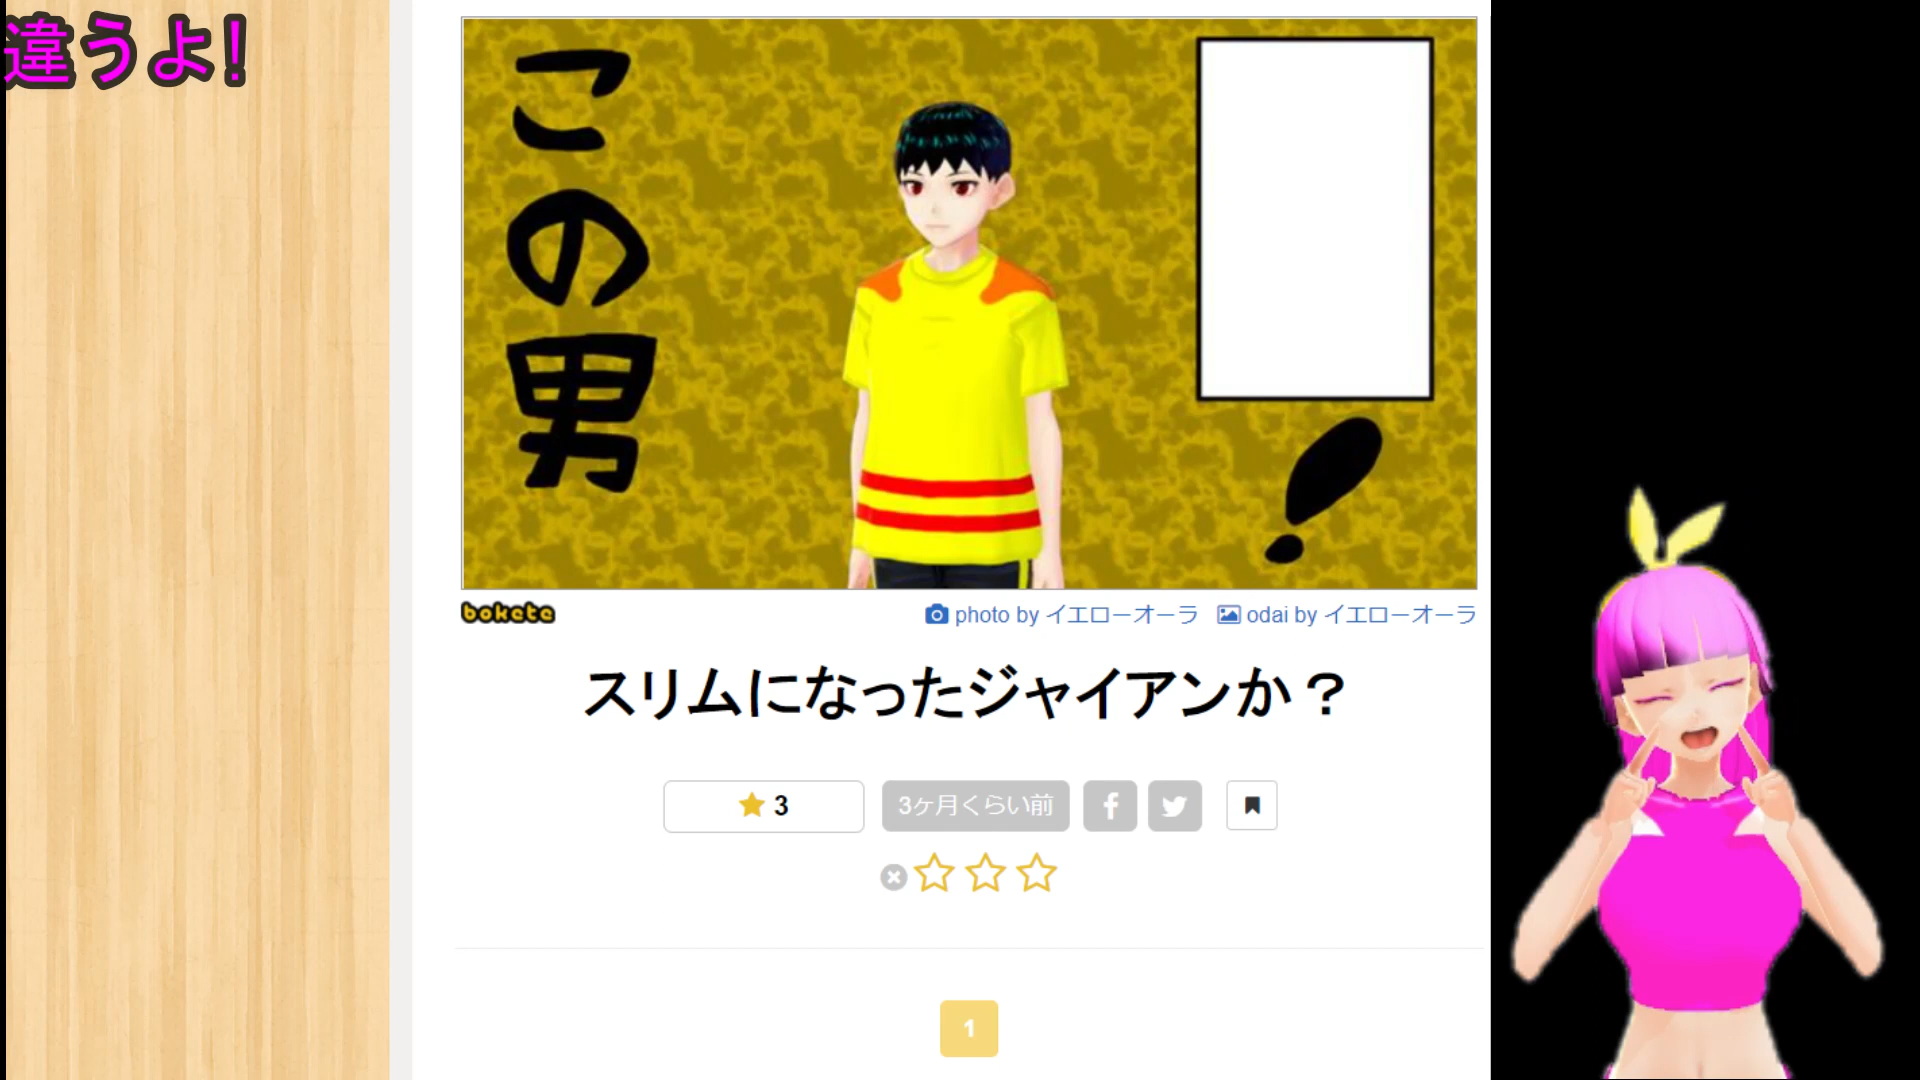 違うよ!
この男
!
bokete
photo by イエローオーラ odai by イエローオーラ
スリムになったジャイアンか?
3
3ヶ月くらい前
1